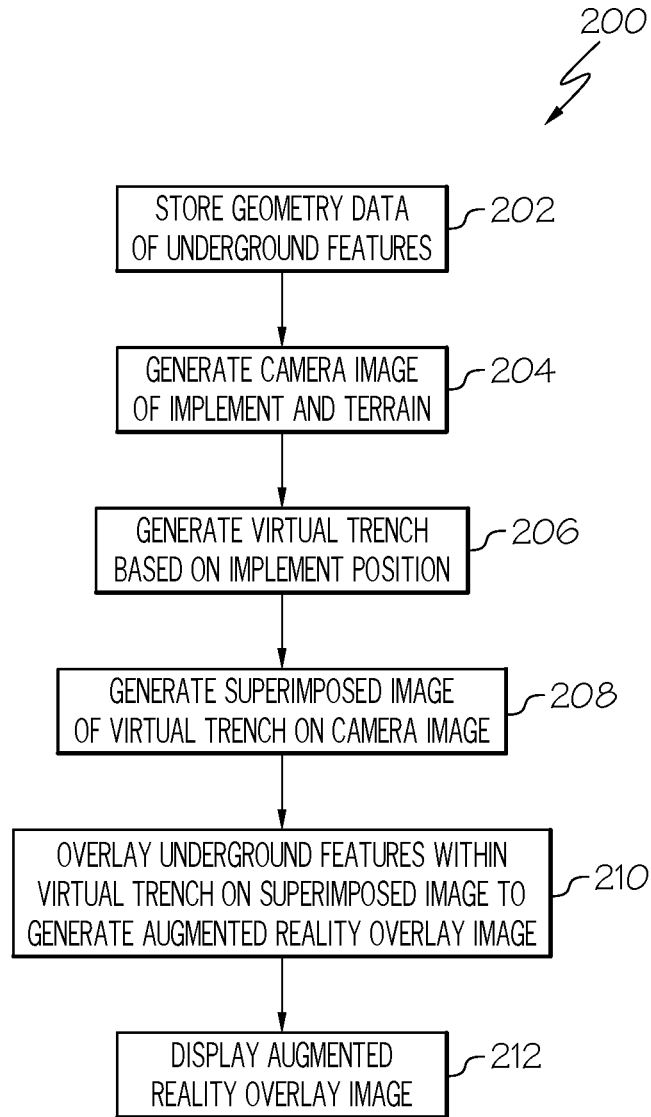 200
STORE GEOMETRY DATA
OF UNDERGROUND FEATURES
202
GENERATE CAMERA IMAGE
OF IMPLEMENT AND TERRAIN
204
GENERATE VIRTUAL TRENCH
BASED ON IMPLEMENT POSITION
206
GENERATE SUPERIMPOSED IMAGE
OF VIRTUAL TRENCH ON CAMERA IMAGE
208
OVERLAY UNDERGROUND FEATURES WITHIN
VIRTUAL TRENCH ON SUPERIMPOSED IMAGE TO
GENERATE AUGMENTED REALITY OVERLAY IMAGE
210
DISPLAY AUGMENTED
REALITY OVERLAY IMAGE
212